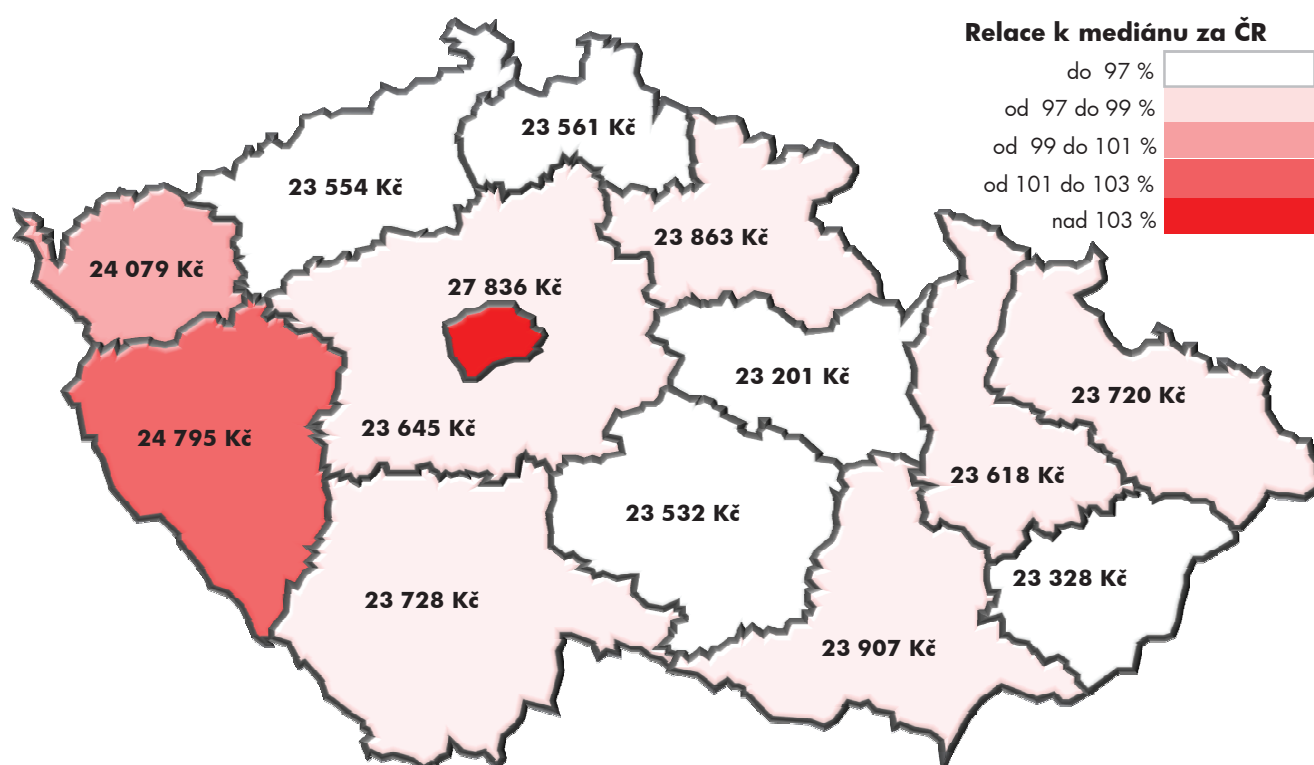 Relace k mediánu za ČR
do 97 %
od 97 do 99 %
od 99 do 101 %
od 101 do 103 %
nad 103 %
23 561 Kč
23 554 Kč
23 863 Kč
24 079 Kč
27 836 Kč
23 201 Kč
23 720 Kč
23 645 Kč
24 795 Kč
23 618 Kč
23 532 Kč
23 328 Kč
23 728 Kč
23 907 Kč